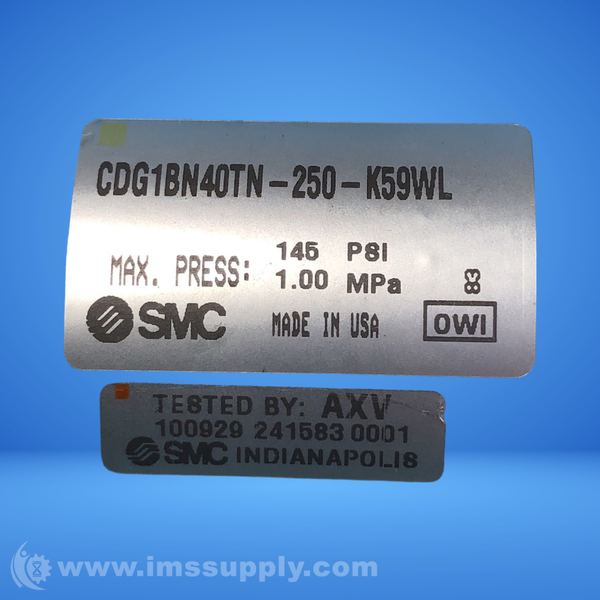 CDG1BN40TN-250-K59WL
MAX. PRESS: 145 PSI
1.00 MPa
SMC MADE IN USA OWI
TESTED BY: AXV
100929 241583 0001
SMC INDIANAPOLIS
www.imssupply.com